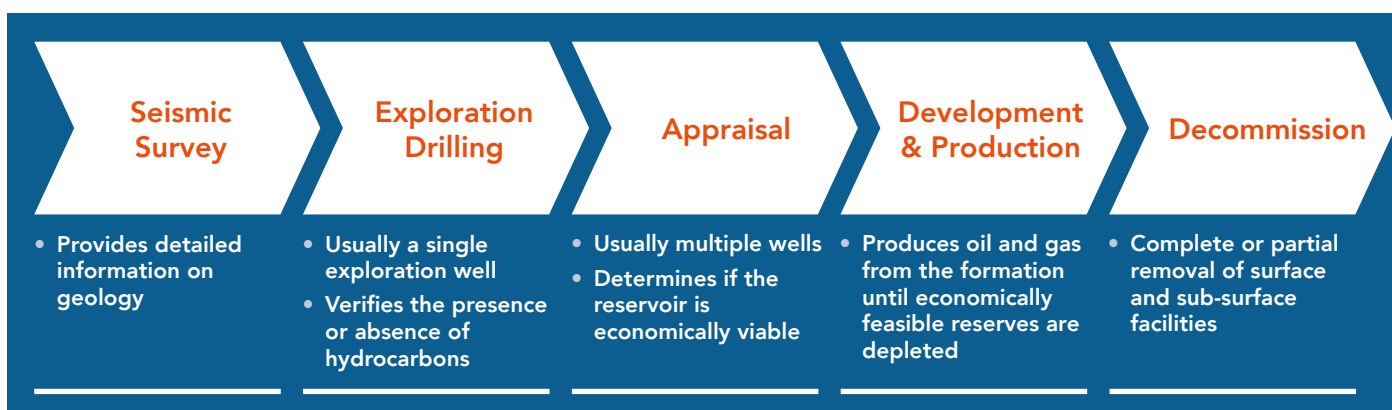 Seismic
Survey
Exploration
Drilling
Appraisal
Development
& Production
Decommission
• Provides detailed
information on
geology
• Usually a single
exploration well
• Verifies the presence
or absence of
hydrocarbons
• Usually multiple wells
• Determines if the
reservoir is
economically viable
• Produces oil and gas
from the formation
until economically
feasible reserves are
depleted
• Complete or partial
removal of surface
and sub-surface
facilities